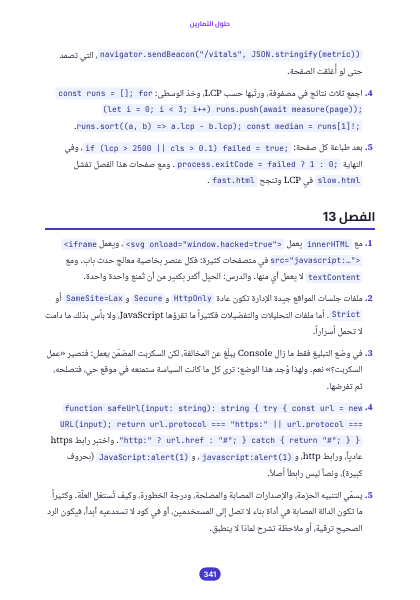 حلول التمارين
navigator.sendBeacon("/vitals", JSON.stringify(metric))، التي تصمد
حتى لو أُغلقت الصفحة.
4. اجمع ثلاث نتائج في مصفوفة، ورتّبها حسب LCP، وخذ الوسطى: const runs = []; for
(let i = 0; i < 3; i++) runs.push(await measure(page));
runs.sort((a, b) => a.lcp - b.lcp); const median = runs[1]!;.
5. بعد طباعة كل صفحة: if (lcp > 2500 || cls > 0.1) failed = true;، وفي
النهاية process.exitCode = failed ? 1 : 0;. ومع صفحات هذا الفصل تفشل
slow.html في LCP وتنجح fast.html.
الفصل 13
1. مع innerHTML يعمل <svg onload="window.hacked=true">، ويعمل <iframe
src="javascript:…"> في متصفحات كثيرة: فكل عنصر بخاصية معالج حدث باب. ومع
textContent لا يعمل أي منها. والدرس: الحيل أكثر بكثير من أن تُمنع واحدة واحدة.
2. ملفات جلسات المواقع جيدة الإدارة تكون عادة HttpOnly و Secure و SameSite=Lax أو
Strict. أما ملفات التحليلات والتفضيلات فكثيراً ما تقرؤها JavaScript، ولا بأس بذلك ما دامت
لا تحمل أسراراً.
3. في وضع التبليغ فقط ما زال Console يبلّغ عن المخالفة، لكن السكربت المضمّن يعمل: فتصير «عمل
السكربت؟» نعم. ولهذا وُجد هذا الوضع: ترى كل ما كانت السياسة ستمنعه في موقع حي، فتصلحه،
ثم تفرضها.
4. function safeUrl(input: string): string { try { const url = new
URL(input); return url.protocol === "https:" || url.protocol ===
"http:" ? url.href : "#"; } catch { return "#"; } }. واختبر رابط https
عادياً، ورابط http، و javascript:alert(1)، و JavaScript:alert(1) (بحروف
كبيرة)، ونصاً ليس رابطاً أصلاً.
5. يسمّي التنبيه الحزمة، والإصدارات المصابة والمصلحة، ودرجة الخطورة، وكيف تُستغل العلّة. وكثيراً
ما تكون الدالة المصابة في أداة بناء لا تصل إلى المستخدمين، أو في كود لا تستدعيه أبداً، فيكون الرد
الصحيح ترقية، أو ملاحظة تشرح لماذا لا ينطبق.
341